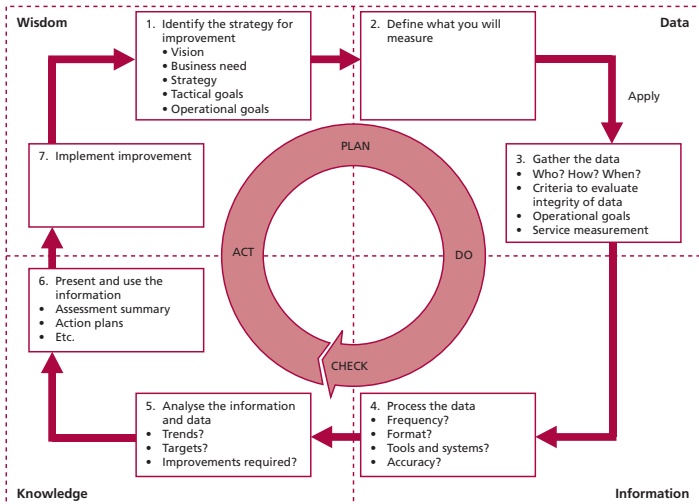 Wisdom
Data
1. Identify the strategy for
improvement
• Vision
• Business need
• Strategy
• Tactical goals
• Operational goals
2. Define what you will
measure
Apply
3. Gather the data
• Who? How? When?
• Criteria to evaluate
integrity of data
• Operational goals
• Service measurement
7. Implement improvement
PLAN
ACT
DO
CHECK
6. Present and use the
information
• Assessment summary
• Action plans
• Etc.
5. Analyse the information
and data
• Trends?
• Targets?
• Improvements required?
4. Process the data
• Frequency?
• Format?
• Tools and systems?
• Accuracy?
Knowledge
Information